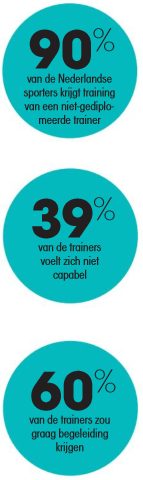 90%
van de Nederlandse
sporters krijgt training
van een niet-gediplo-
meerde trainer
39%
van de trainers
voelt zich niet
capabel
60%
van de trainers zou
graag begeleiding
krijgen